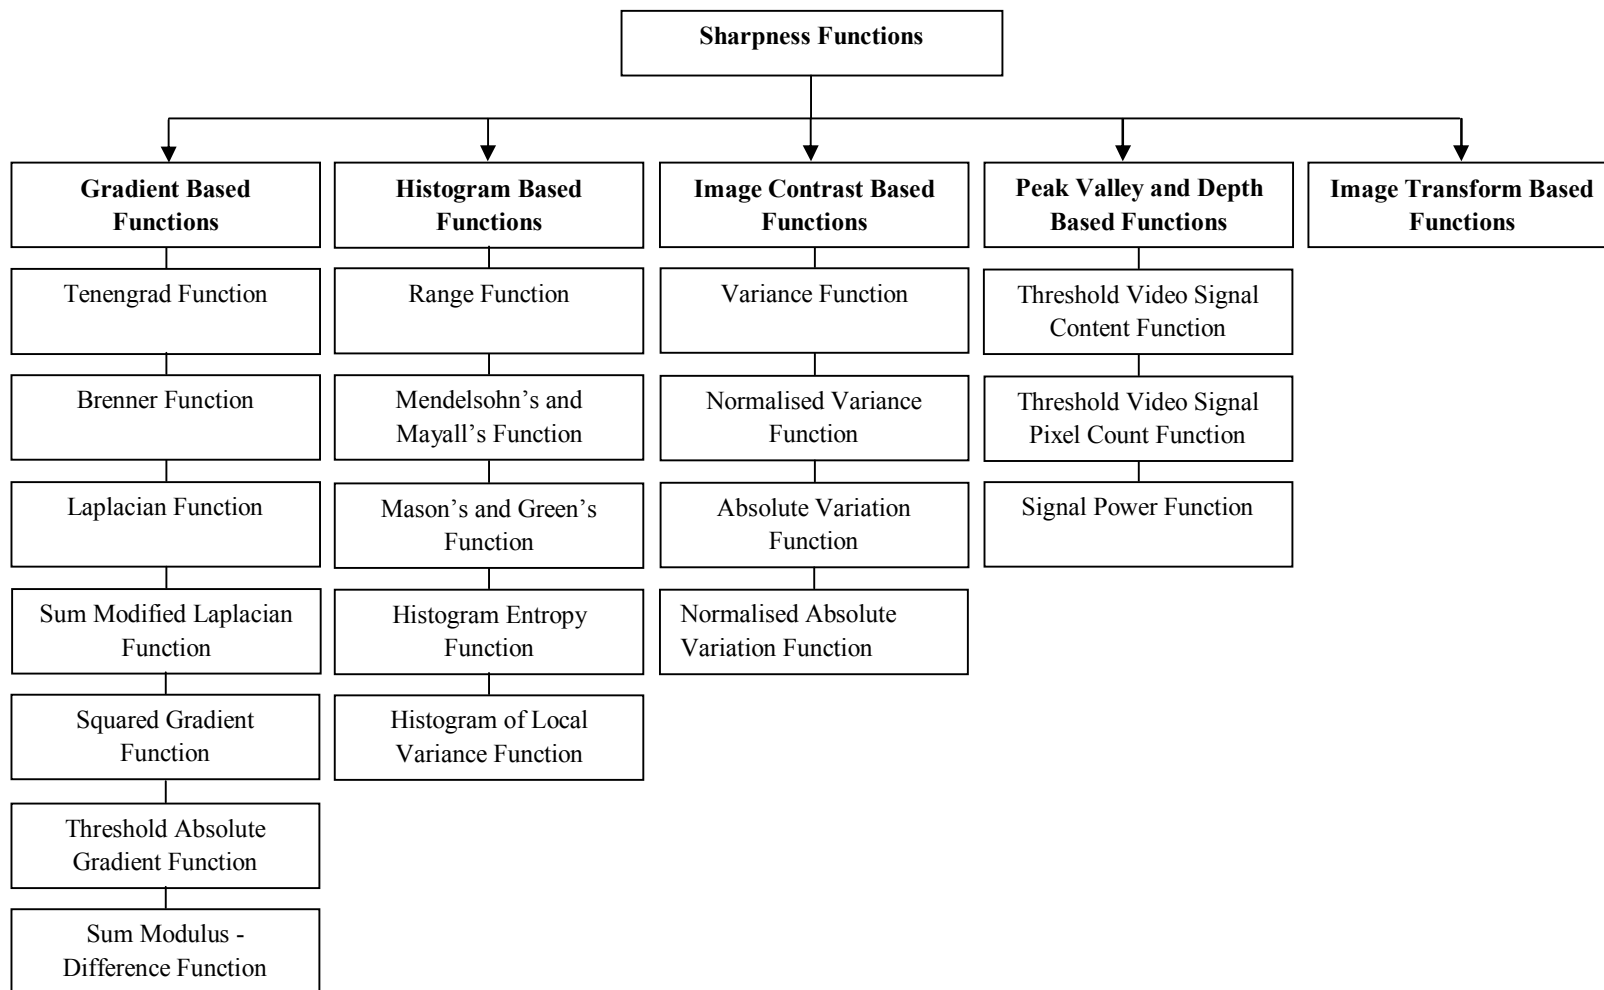 Sharpness Functions
Gradient Based
Functions
Histogram Based
Functions
Image Contrast Based
Functions
Peak Valley and Depth
Based Functions
Image Transform Based
Functions
Tenengrad Function
Brenner Function
Laplacian Function
Sum Modified Laplacian
Function
Squared Gradient
Function
Threshold Absolute
Gradient Function
Sum Modulus -
Difference Function
Range Function
Mendelsohn’s and
Mayall’s Function
Mason’s and Green’s
Function
Histogram Entropy
Function
Histogram of Local
Variance Function
Variance Function
Normalised Variance
Function
Absolute Variation
Function
Normalised Absolute
Variation Function
Threshold Video Signal
Content Function
Threshold Video Signal
Pixel Count Function
Signal Power Function